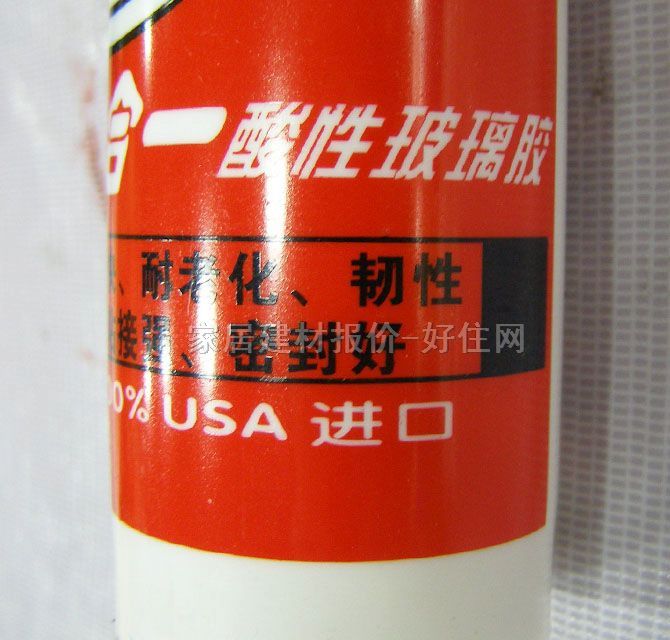 合一酸性玻璃胶
、耐老化、韧性
接强、密封好
00% USA 进口
家居建材报价-好住网